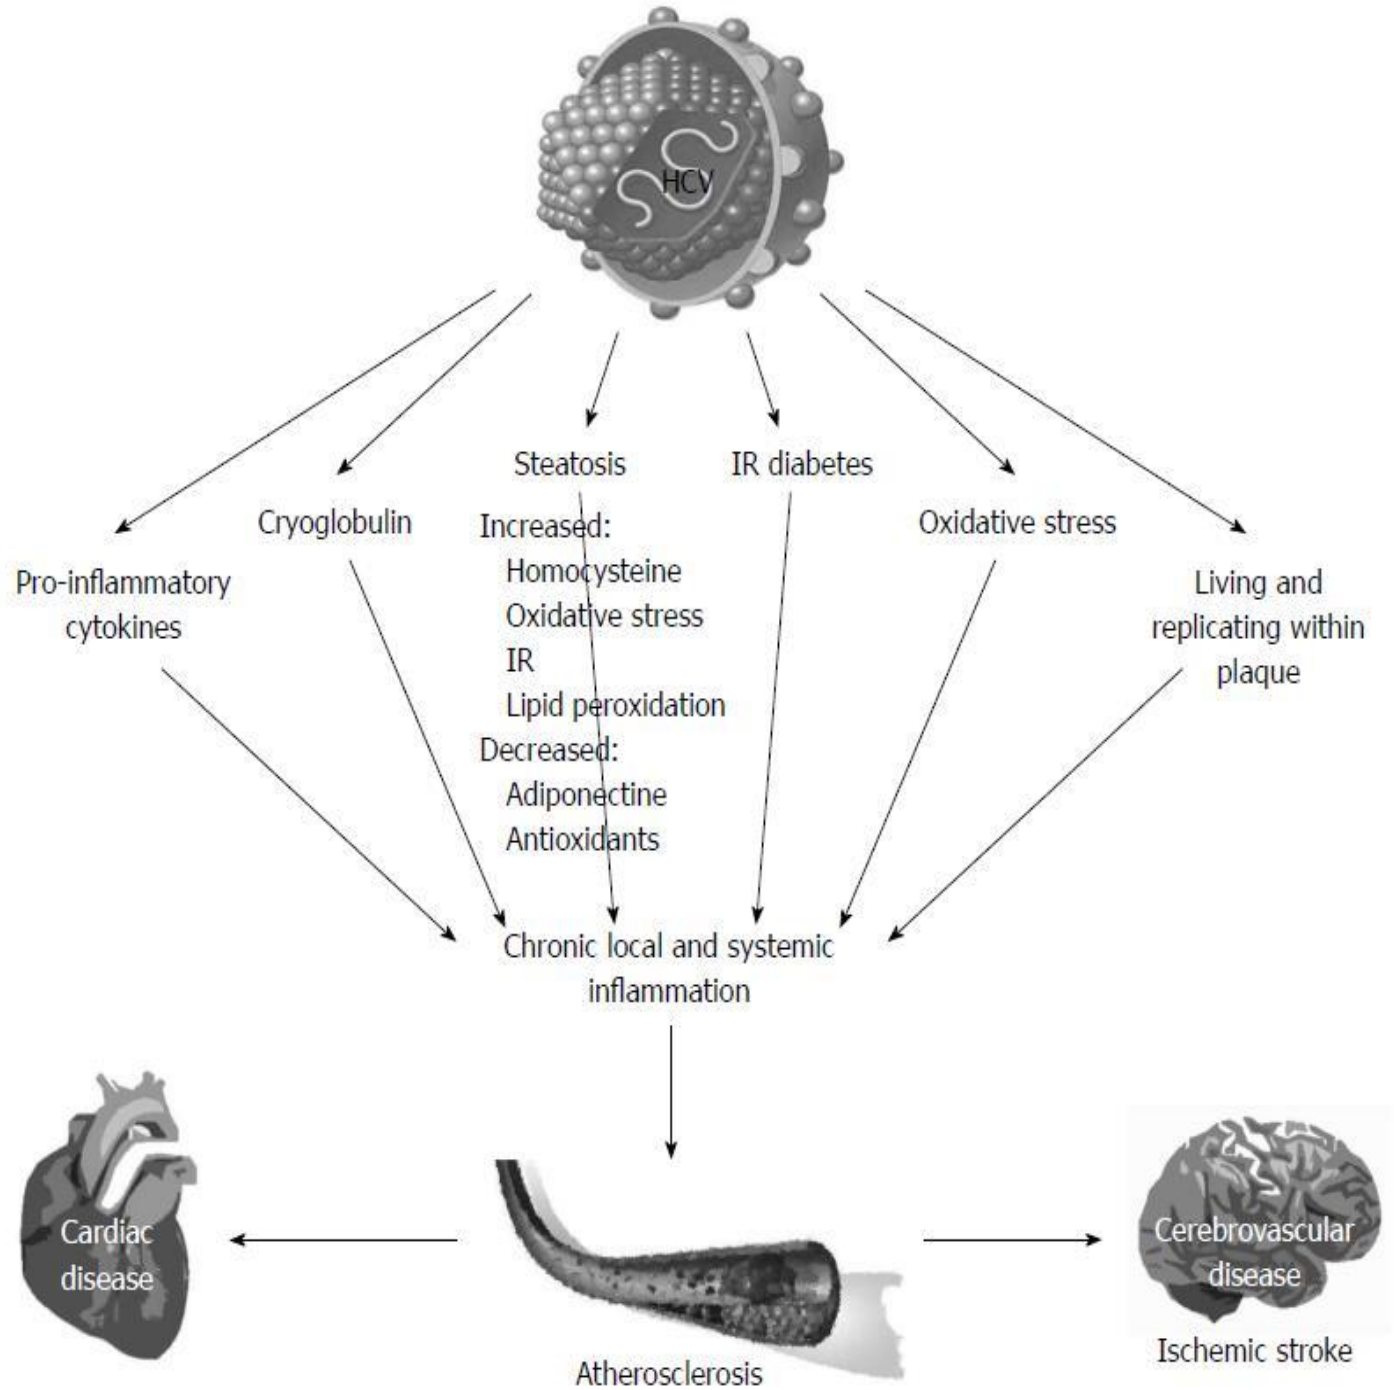 HCV
Steatosis
IR diabetes
Cryoglobulin
Increased:
Homocysteine
Oxidative stress
IR
Lipid peroxidation
Decreased:
Adiponectine
Antioxidants
Oxidative stress
Pro-inflammatory
cytokines
Living and
replicating within
plaque
Chronic local and systemic
inflammation
Cardiac
disease
Cerebrovascular
disease
Ischemic stroke
Atherosclerosis